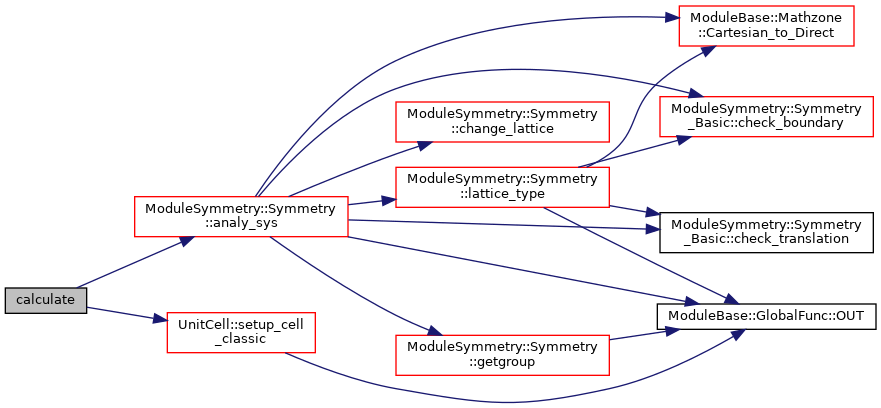 calculate
ModuleSymmetry::Symmetry
::analy_sys
UnitCell::setup_cell
_classic
ModuleSymmetry::Symmetry
::change_lattice
ModuleSymmetry::Symmetry
::lattice_type
ModuleSymmetry::Symmetry
::getgroup
ModuleBase::Mathzone
::Cartesian_to_Direct
ModuleSymmetry::Symmetry
_Basic::check_boundary
ModuleSymmetry::Symmetry
_Basic::check_translation
ModuleBase::GlobalFunc::OUT